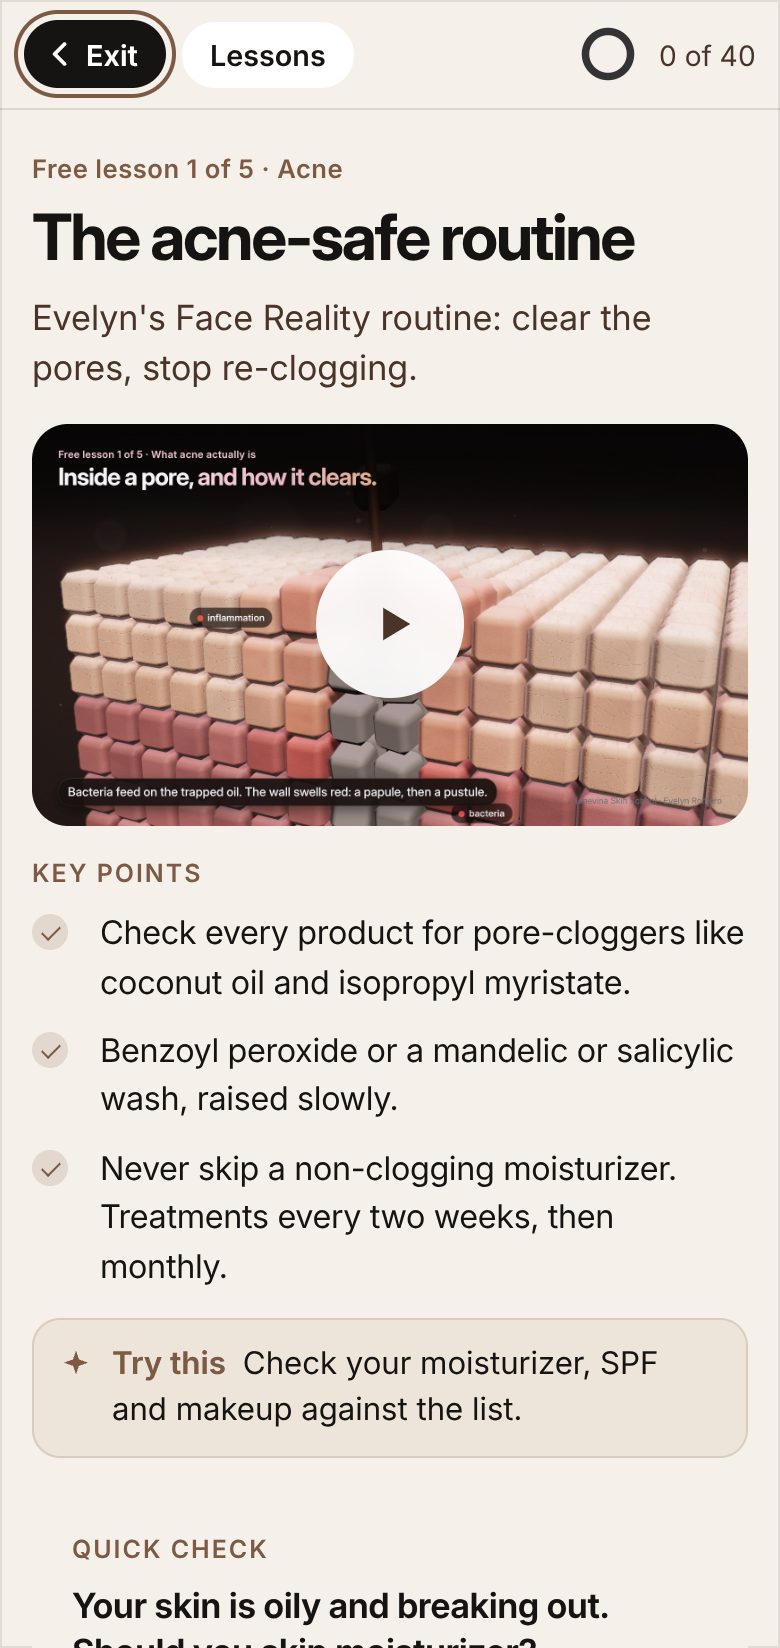 Exit
Lessons
0 of 40
Free lesson 1 of 5 · Acne
The acne-safe routine
Evelyn's Face Reality routine: clear the
pores, stop re-clogging.
Free lesson 1 of 5 · What acne actually is
Inside a pore, and how it clears.
inflammation
Bacteria feed on the trapped oil. The wall swells red: a papule, then a pustule.
bacteria
KEY POINTS
Check every product for pore-cloggers like
coconut oil and isopropyl myristate.
Benzoyl peroxide or a mandelic or salicylic
wash, raised slowly.
Never skip a non-clogging moisturizer.
Treatments every two weeks, then
monthly.
Try this Check your moisturizer, SPF
and makeup against the list.
QUICK CHECK
Your skin is oily and breaking out.
Should you skip moisturizer?